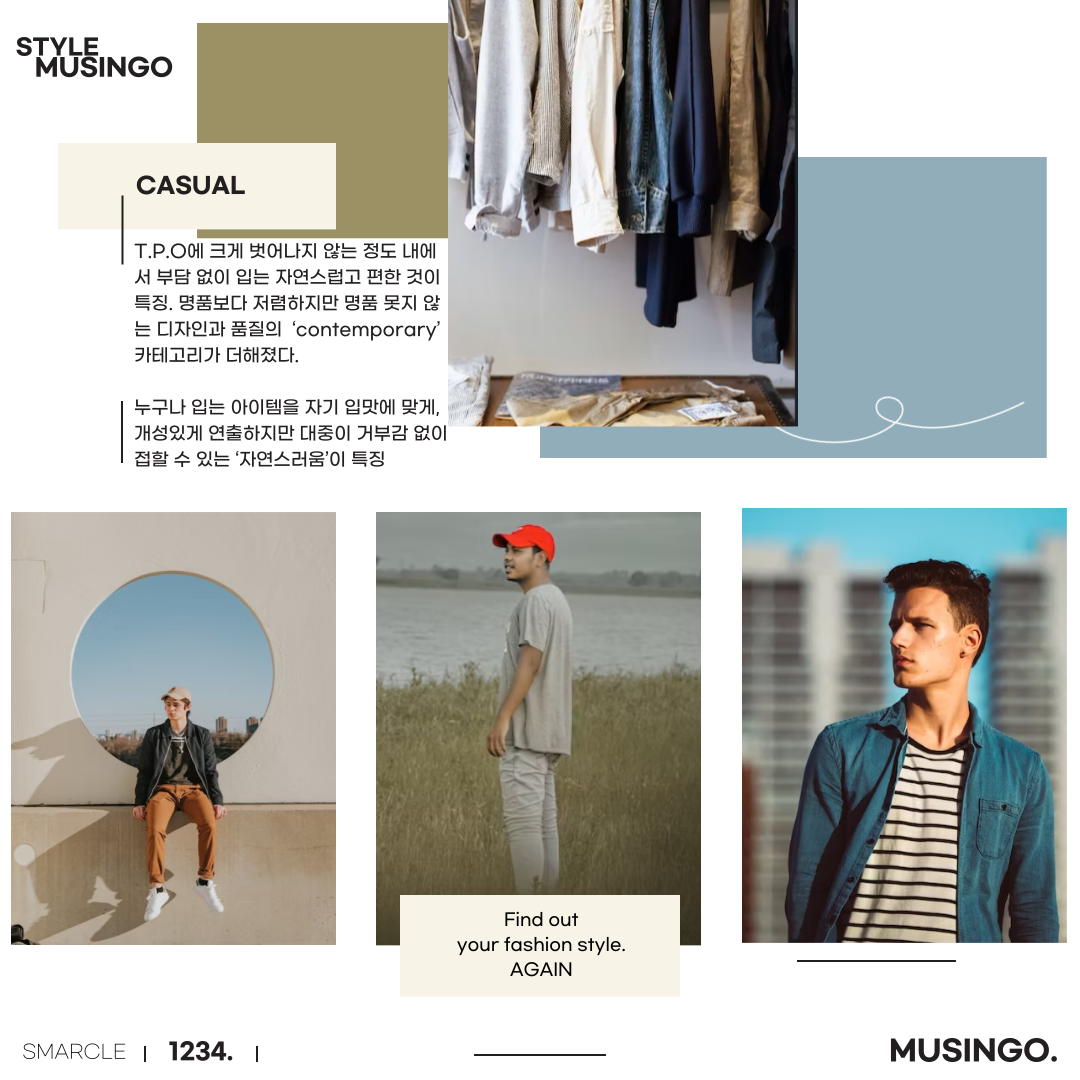 STYLE
MUSINGO
CASUAL
T.P.O에 크게 벗어나지 않는 정도 내에
서 부담 없이 입는 자연스럽고 편한 것이
특징. 명품보다 저렴하지만 명품 못지 않
는 디자인과 품질의 ‘contemporary’
카테고리가 더해졌다.
누구나 입는 아이템을 자기 입맛에 맞게,
개성있게 연출하지만 대중이 거부감 없이
접할 수 있는 ‘자연스러움’이 특징
Find out
your fashion style.
AGAIN
SMARCLE | 1234. |
MUSINGO.